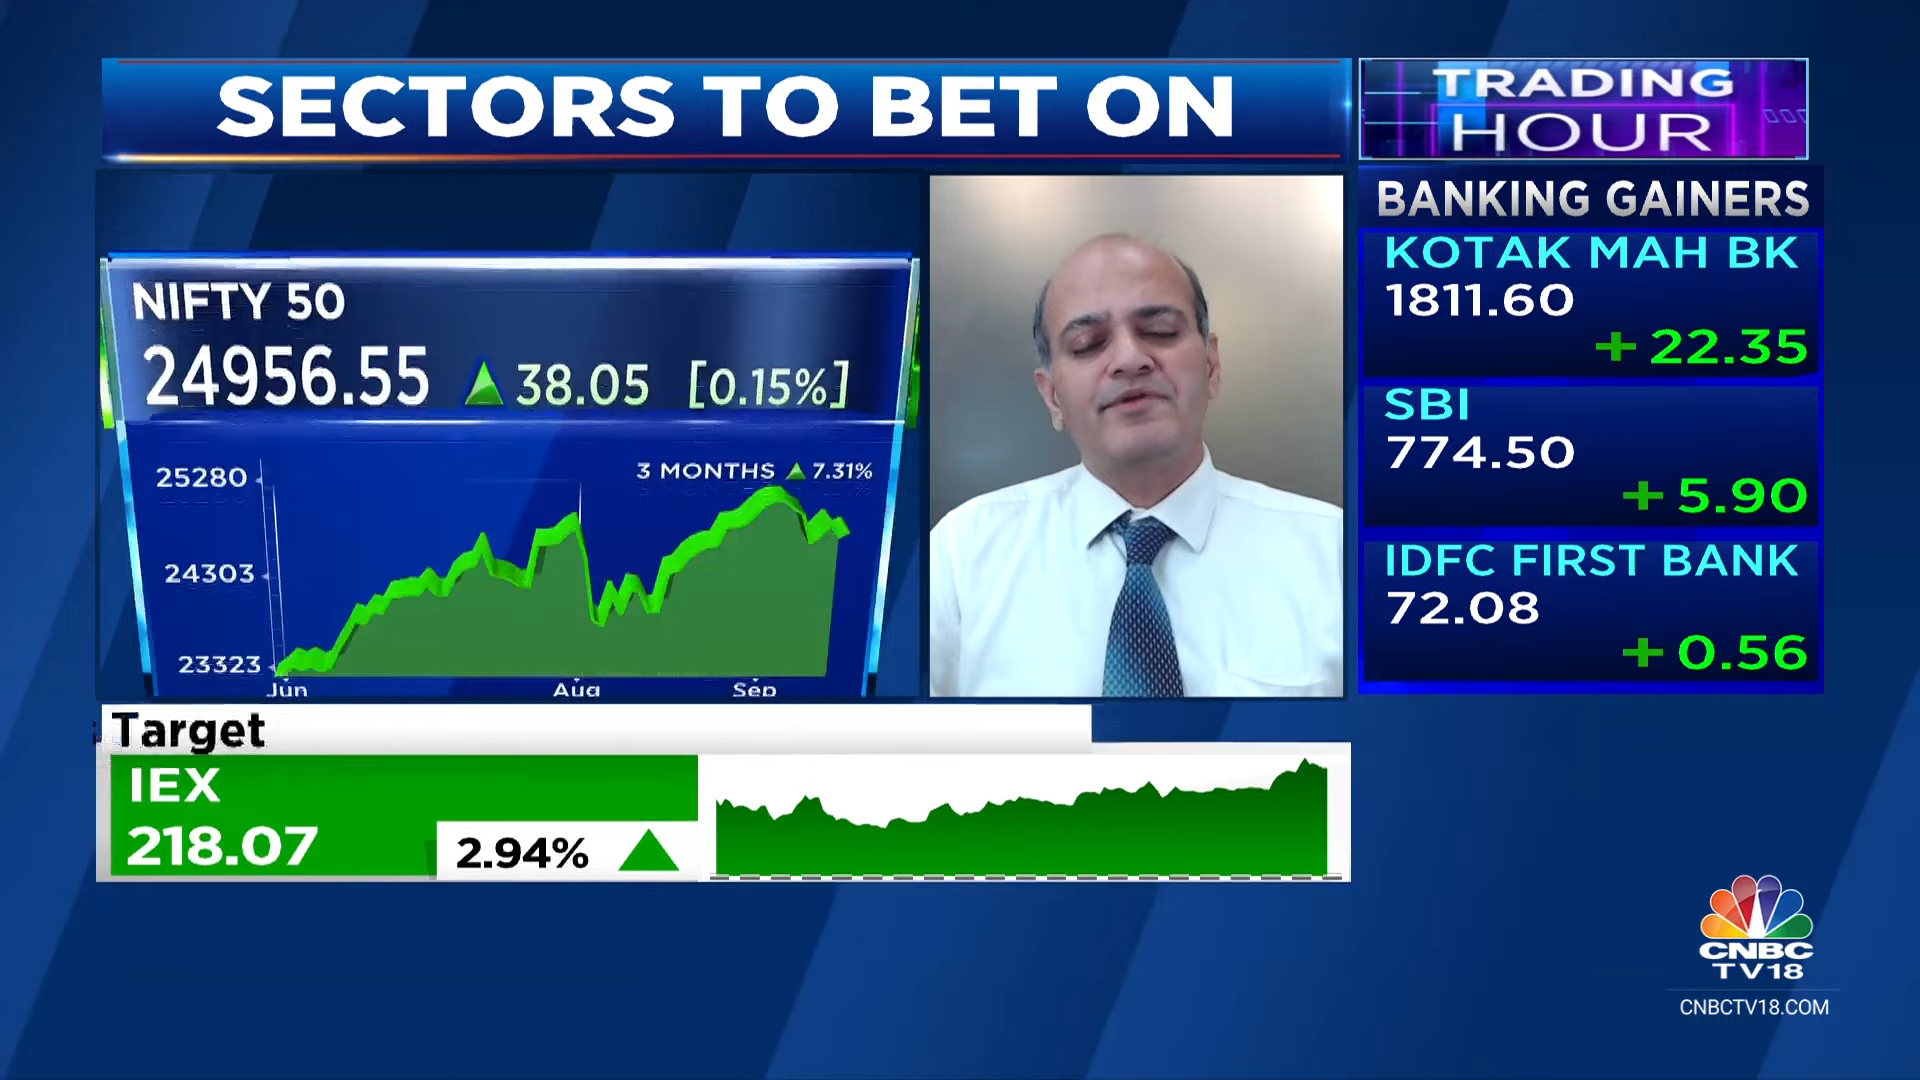 SECTORS TO BET ON
TRADING
HOUR
NIFTY 50
24956.55 ▲ 38.05 [0.15%]
3 MONTHS ▲ 7.31%
25280
24303
23323
Jun Aug Sep
BANKING GAINERS
KOTAK MAH BK
1811.60
+ 22.35
SBI
774.50
+ 5.90
IDFC FIRST BANK
72.08
+ 0.56
Target
IEX
218.07
2.94% ▲
CNBC
TV18
CNBCTV18.COM